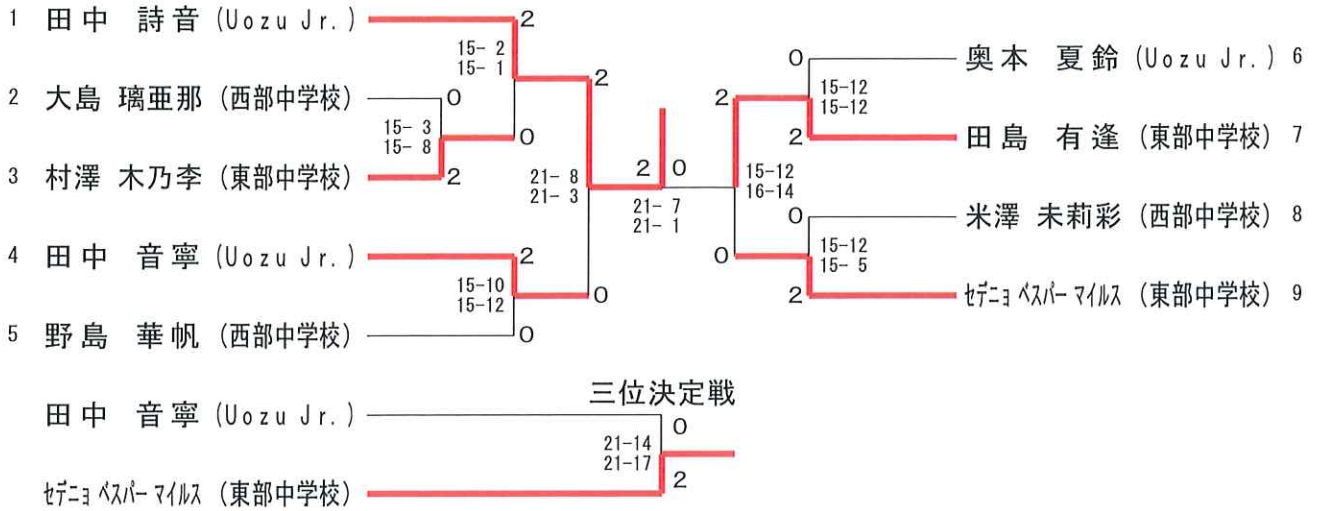 1 田中 詩音 (Uozu Jr.) 2
15- 2
15- 1
2 大島 璃亜那 (西部中学校) 0
15- 3
15- 8
0
3 村澤 木乃李 (東部中学校) 2
2
21- 8
21- 3
4 田中 音寧 (Uozu Jr.) 2
15-10
15-12
0
5 野島 華帆 (西部中学校) 0
2 0
21- 7
21- 1
0 奥本 夏鈴 (Uozu Jr.) 6
15-12
15-12
2
2 田島 有逢 (東部中学校) 7
15-12
16-14
0 米澤 未莉彩 (西部中学校) 8
15-12
15- 5
0
2 セデニョ ベスパー マイルス (東部中学校) 9
三位決定戦
田中 音寧 (Uozu Jr.) 0
21-14
21-17
セデニョ ベスパー マイルス (東部中学校) 2